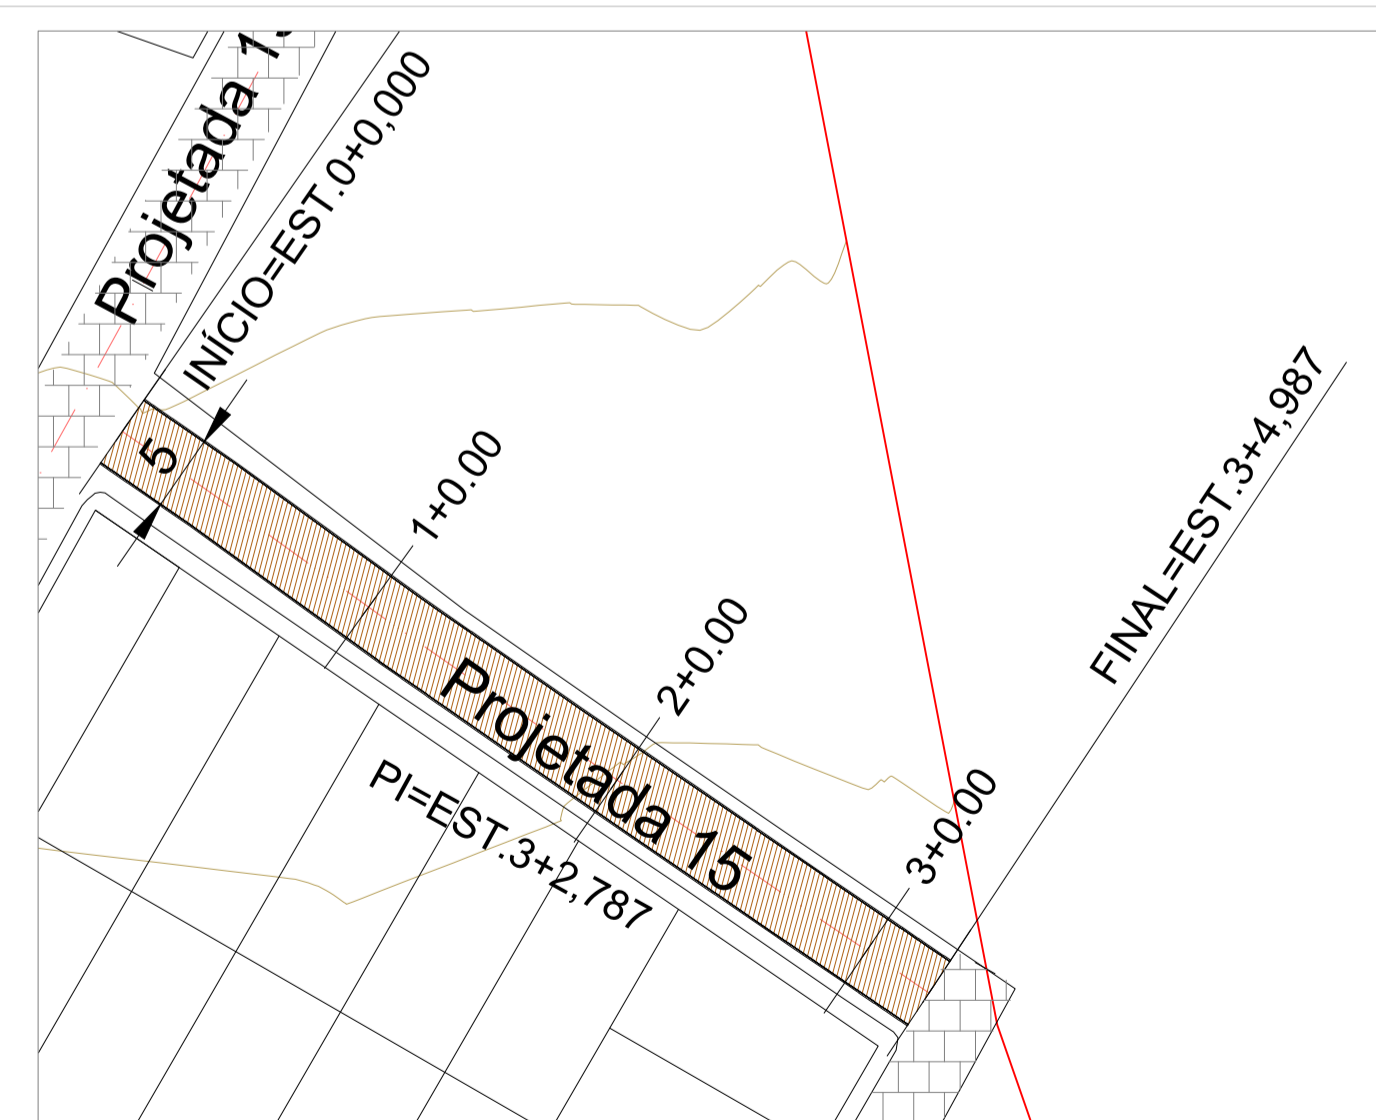 Projetada
INÍCIO=EST.0+0,000
5
1+0.00
2+0.00
Projetada 15
PI=EST.3+2,787
3+0.00
FINAL=EST.3+4,987